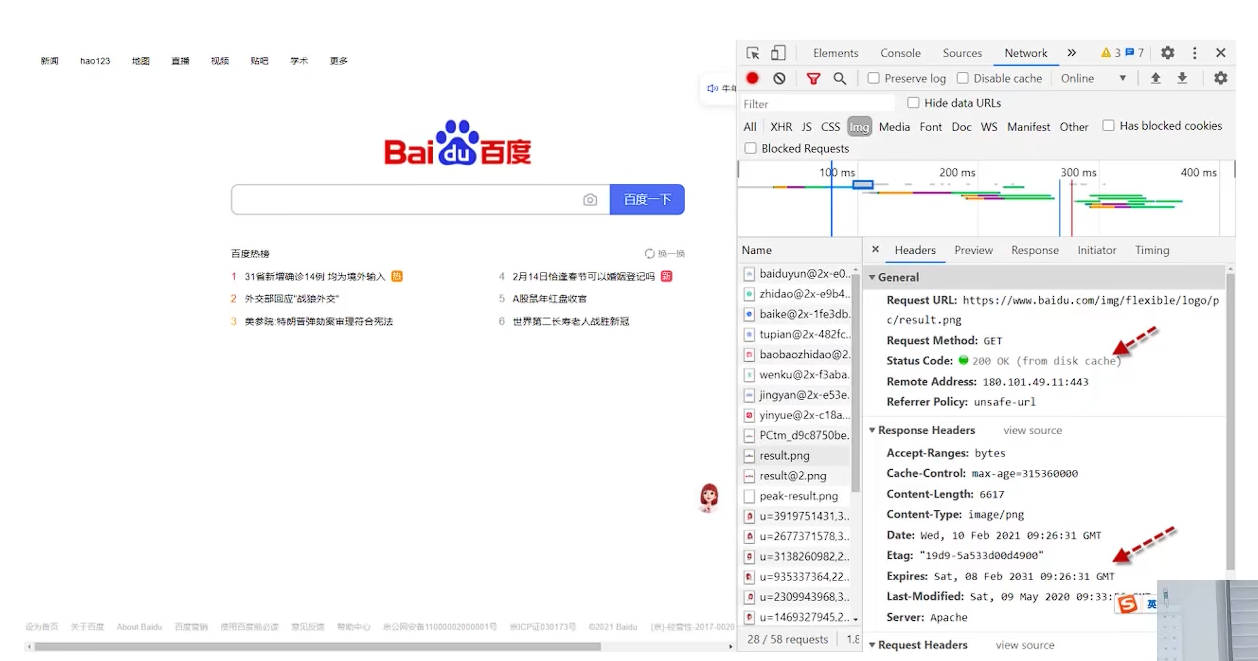 新闻 hao123 地图 直播 视频 贴吧 学术 更多
牛年
Bai du 百度
百度一下
百度热榜 换一换
1 31省新增确诊14例 均为境外输入 热
2 外交部回应"战狼外交"
3 美参院:特朗普弹劾案审理符合宪法
4 2月14日恰逢春节可以婚姻登记吗 新
5 A股鼠年红盘收官
6 世界第二长寿老人战胜新冠
设为首页 关于百度 About Baidu 百度营销 使用百度前必读 意见反馈 帮助中心 京公网安备11000002000001号 京ICP证030173号 ©2021 Baidu (京)-经营性-2017-0020
Elements Console Sources Network » 3 7
Preserve log Disable cache Online
Filter Hide data URLs
All XHR JS CSS Img Media Font Doc WS Manifest Other Has blocked cookies
Blocked Requests
100 ms 200 ms 300 ms 400 ms
Name
baiduyun@2x-e0...
zhidao@2x-e9b4...
baike@2x-1fe3db...
tupian@2x-482fc...
baobaozhidao@2...
wenku@2x-f3aba...
jingyan@2x-e53e...
yinyue@2x-c18a...
PCtm_d9c8750be...
result.png
result@2.png
peak-result.png
u=3919751431,3...
u=2677371578,3...
u=3138260982,2...
u=935337364,22...
u=2309943968,3...
u=1469327945,2...
28 / 58 requests 1.8
Headers Preview Response Initiator Timing
General
Request URL: https://www.baidu.com/img/flexible/logo/p
c/result.png
Request Method: GET
Status Code: 200 OK (from disk cache)
Remote Address: 180.101.49.11:443
Referrer Policy: unsafe-url
Response Headers view source
Accept-Ranges: bytes
Cache-Control: max-age=315360000
Content-Length: 6617
Content-Type: image/png
Date: Wed, 10 Feb 2021 09:26:31 GMT
Etag: "19d9-5a533d00d4900"
Expires: Sat, 08 Feb 2031 09:26:31 GMT
Last-Modified: Sat, 09 May 2020 09:33:
S 英
Server: Apache
Request Headers view source